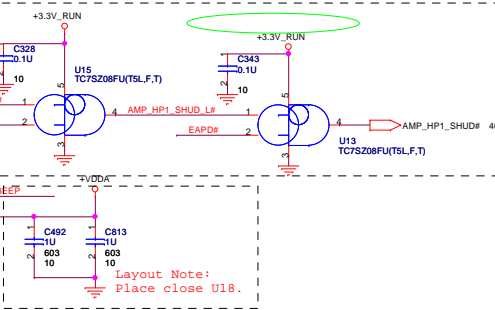 +3.3V_RUN
+3.3V_RUN
C328
0.1U
10
U15
TC7SZ08FU(T5L,F,T)
C343
0.1U
10
5
1
2
4
3
AMP_HP1_SHUD_L#
EAPD#
5
1
2
4
3
AMP_HP1_SHUD#
U13
TC7SZ08FU(T5L,F,T)
+VDDA
C492
1U
603
10
1
2
C813
1U
603
10
1
2
Layout Note:
Place close U18.